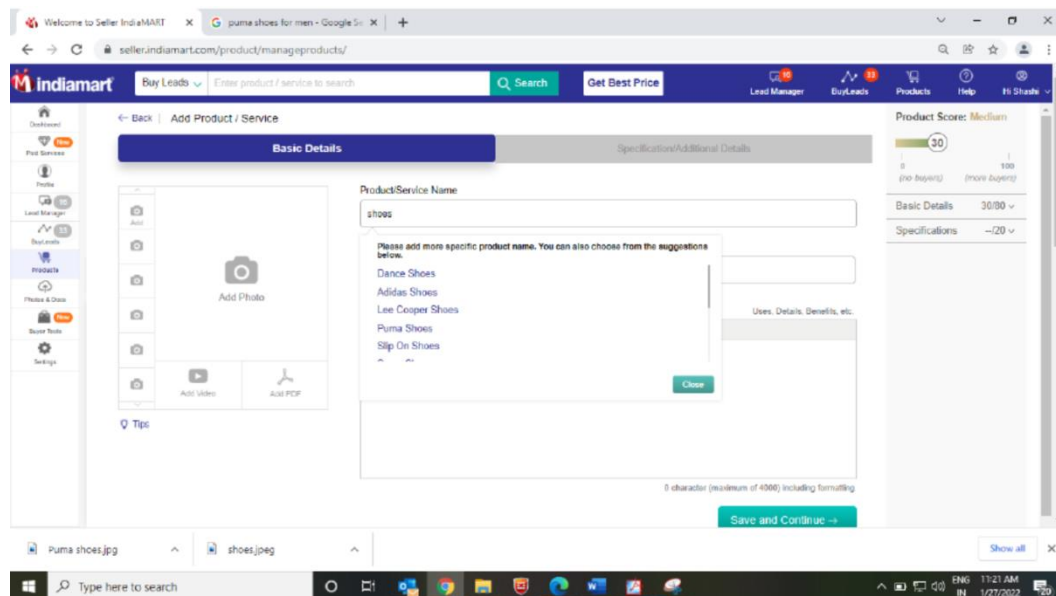 Welcome to Seller IndiaMART
puma shoes for men - Google Se
seller.indiamart.com/product/manageproducts/
indiamart
Buy Leads
Enter product / service to search
Search
Get Best Price
Lead Manager
BuyLeads
Products
Help
Hi Shashi
Dashboard
New
Paid Services
Profile
Lead Manager
BuyLeads
Products
Photos & Docs
New
Buyer Tools
Settings
← Back | Add Product / Service
Basic Details
Specification/Additional Details
Add
Add Photo
Add Video
Add PDF
Tips
Product/Service Name
shoes
Please add more specific product name. You can also choose from the suggestions
below.
Dance Shoes
Adidas Shoes
Lee Cooper Shoes
Puma Shoes
Slip On Shoes
Close
Uses, Details, Benefits, etc.
0 character (maximum of 4000) including formatting
Save and Continue →
Product Score: Medium
30
0
100
(no buyers)
(more buyers)
Basic Details 30/80
Specifications --/20
Puma shoes.jpg
shoes.jpeg
Show all
Type here to search
ENG
IN
11:21 AM
1/27/2022
20